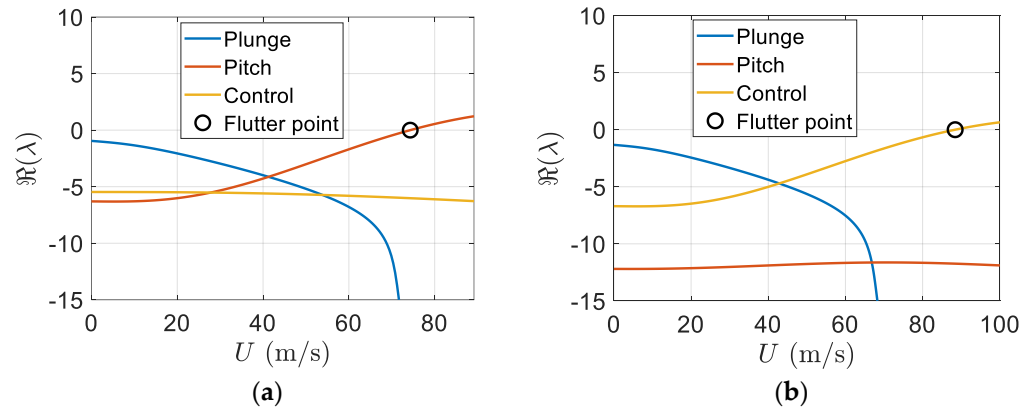 10
5
0
-5
-10
-15
ℜ(λ)
Plunge
Pitch
Control
Flutter point
0 20 40 60 80
U (m/s)
(a)
10
5
0
-5
-10
-15
ℜ(λ)
Plunge
Pitch
Control
Flutter point
0 20 40 60 80 100
U (m/s)
(b)